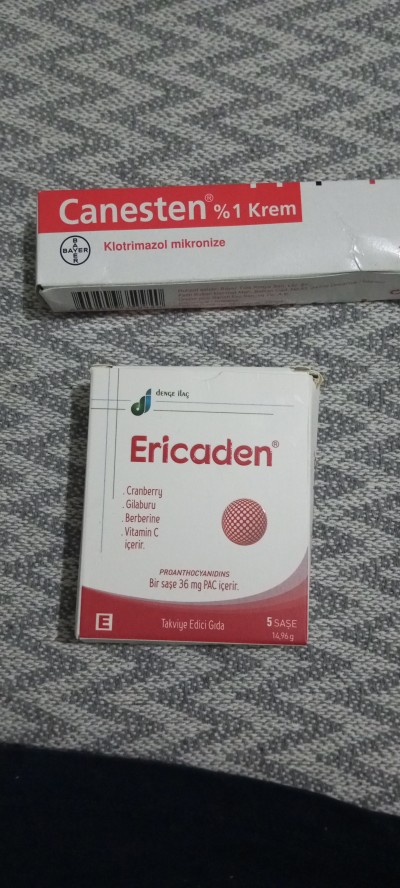 Canesten® %1 Krem
BAYER
BAYER
Klotrimazol mikronize
denge ilaç
Ericaden®
. Cranberry
. Gilaburu
. Berberine
. Vitamin C
içerir.
PROANTHOCYANIDINS
Bir saşe 36 mg PAC içerir.
E
Takviye Edici Gıda
5 SAŞE
14,96 g